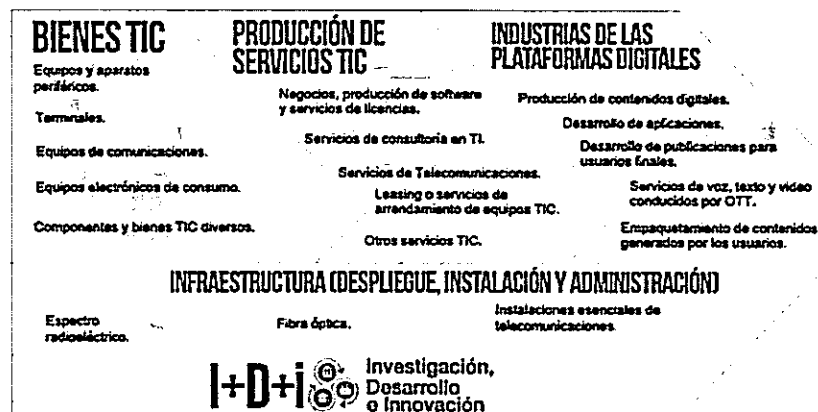 BIENES TIC
Equipos y aparatos
periféricos.
Terminales.
Equipos de comunicaciones.
Equipos electrónicos de consumo.
Componentes y bienes TIC diversos.
PRODUCCIÓN DE
SERVICIOS TIC
Negocios, producción de software
y servicios de licencias.
Servicios de consultoría en TI.
Servicios de Telecomunicaciones.
Leasing o servicios de
arrendamiento de equipos TIC.
Otros servicios TIC.
INDUSTRIAS DE LAS
PLATAFORMAS DIGITALES
Producción de contenidos digitales.
Desarrollo de aplicaciones.
Desarrollo de publicaciones para
usuarios finales.
Servicios de voz, texto y video
conducidos por OTT.
Empaquetamiento de contenidos
generados por los usuarios.
INFRAESTRUCTURA (DESPLIEGUE, INSTALACIÓN Y ADMINISTRACIÓN)
Espectro
radioeléctrico.
Fibra óptica.
Instalaciones esenciales de
telecomunicaciones
I+D+i
Investigación,
Desarrollo
e Innovación